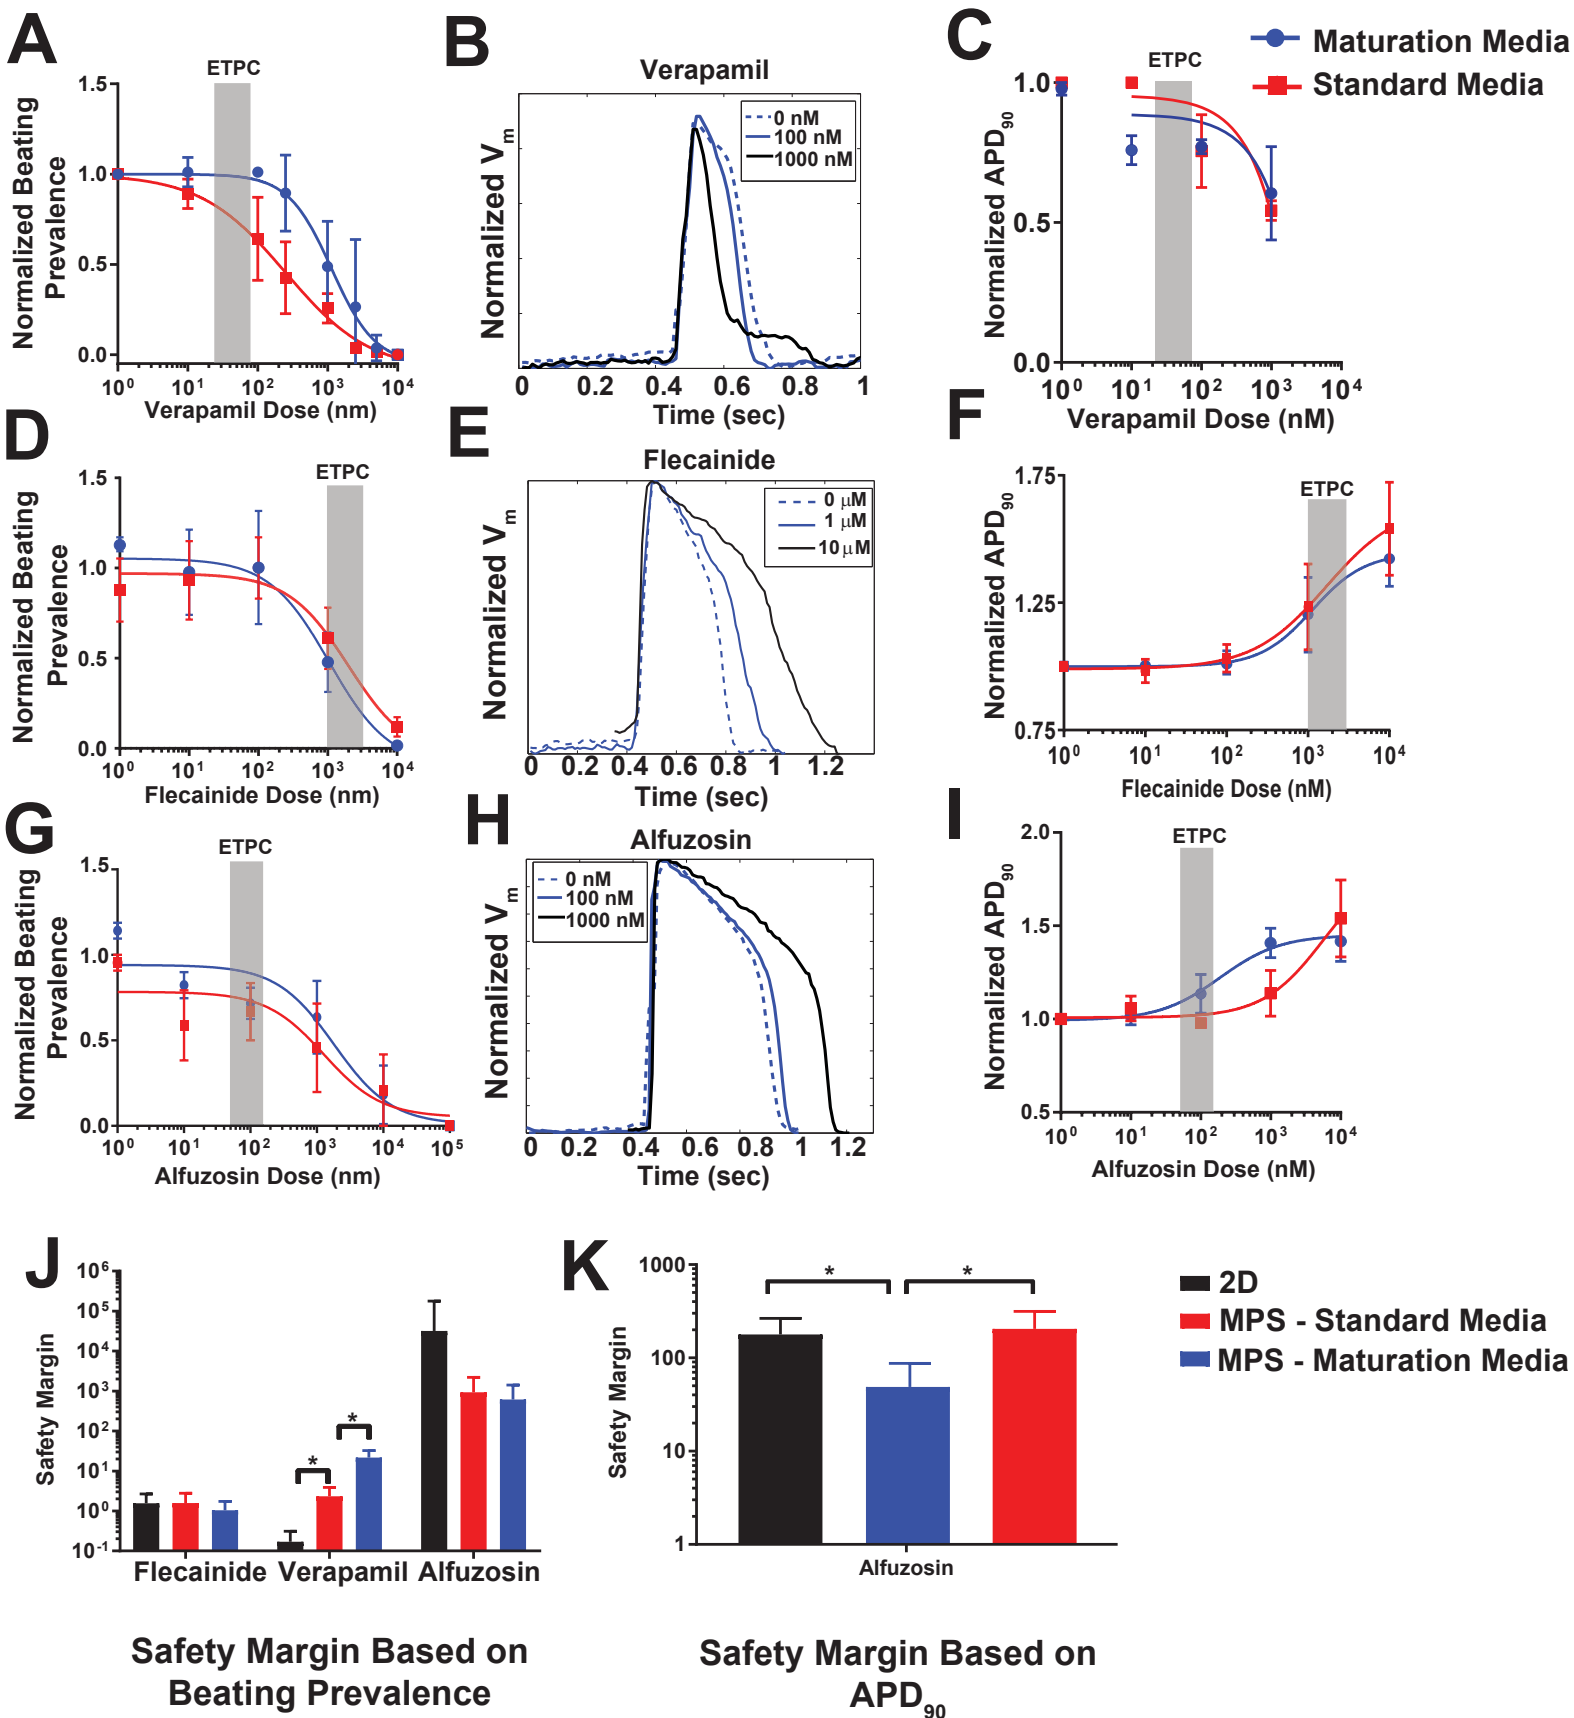 A
ETPC
1.5
1.0
0.5
0.0
Normalized Beating
Prevalence
10⁰ 10¹ 10² 10³ 10⁴
Verapamil Dose (nm)
B
Verapamil
0 nM
100 nM
1000 nM
Normalized Vm
0 0.2 0.4 0.6 0.8 1
Time (sec)
C
Maturation Media
Standard Media
ETPC
1.0
0.5
0.0
Normalized APD90
10⁰ 10¹ 10² 10³ 10⁴
Verapamil Dose (nM)
D
ETPC
1.5
1.0
0.5
0.0
Normalized Beating
Prevalence
10⁰ 10¹ 10² 10³ 10⁴
Flecainide Dose (nm)
E
Flecainide
0 μM
1 μM
10 μM
Normalized Vm
0 0.2 0.4 0.6 0.8 1 1.2
Time (sec)
F
ETPC
1.75
1.25
0.75
Normalized APD90
10⁰ 10¹ 10² 10³ 10⁴
Flecainide Dose (nM)
G
ETPC
1.5
1.0
0.5
0.0
Normalized Beating
Prevalence
10⁰ 10¹ 10² 10³ 10⁴ 10⁵
Alfuzosin Dose (nm)
H
Alfuzosin
0 nM
100 nM
1000 nM
Normalized Vm
0 0.2 0.4 0.6 0.8 1 1.2
Time (sec)
I
ETPC
2.0
1.5
1.0
0.5
Normalized APD90
10⁰ 10¹ 10² 10³ 10⁴
Alfuzosin Dose (nM)
J
10⁶
10⁵
10⁴
10³
10²
10¹
10⁰
10⁻¹
Safety Margin
* *
Flecainide Verapamil Alfuzosin
Safety Margin Based on
Beating Prevalence
K
1000
100
10
1
Safety Margin
* *
Alfuzosin
Safety Margin Based on
APD90
2D
MPS - Standard Media
MPS - Maturation Media